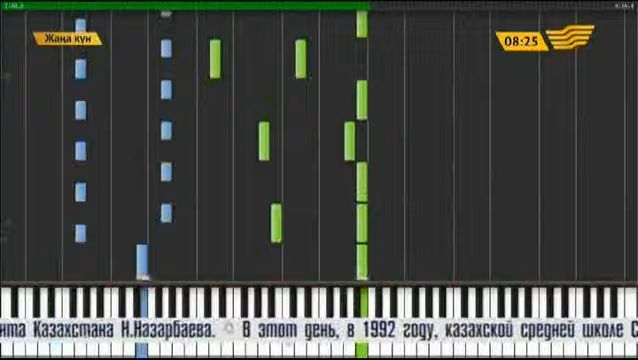 Жаңа күн
08:25
нта Казахстана Н.Назарбаева. В этот день, в 1992 году, казахской средней школе С